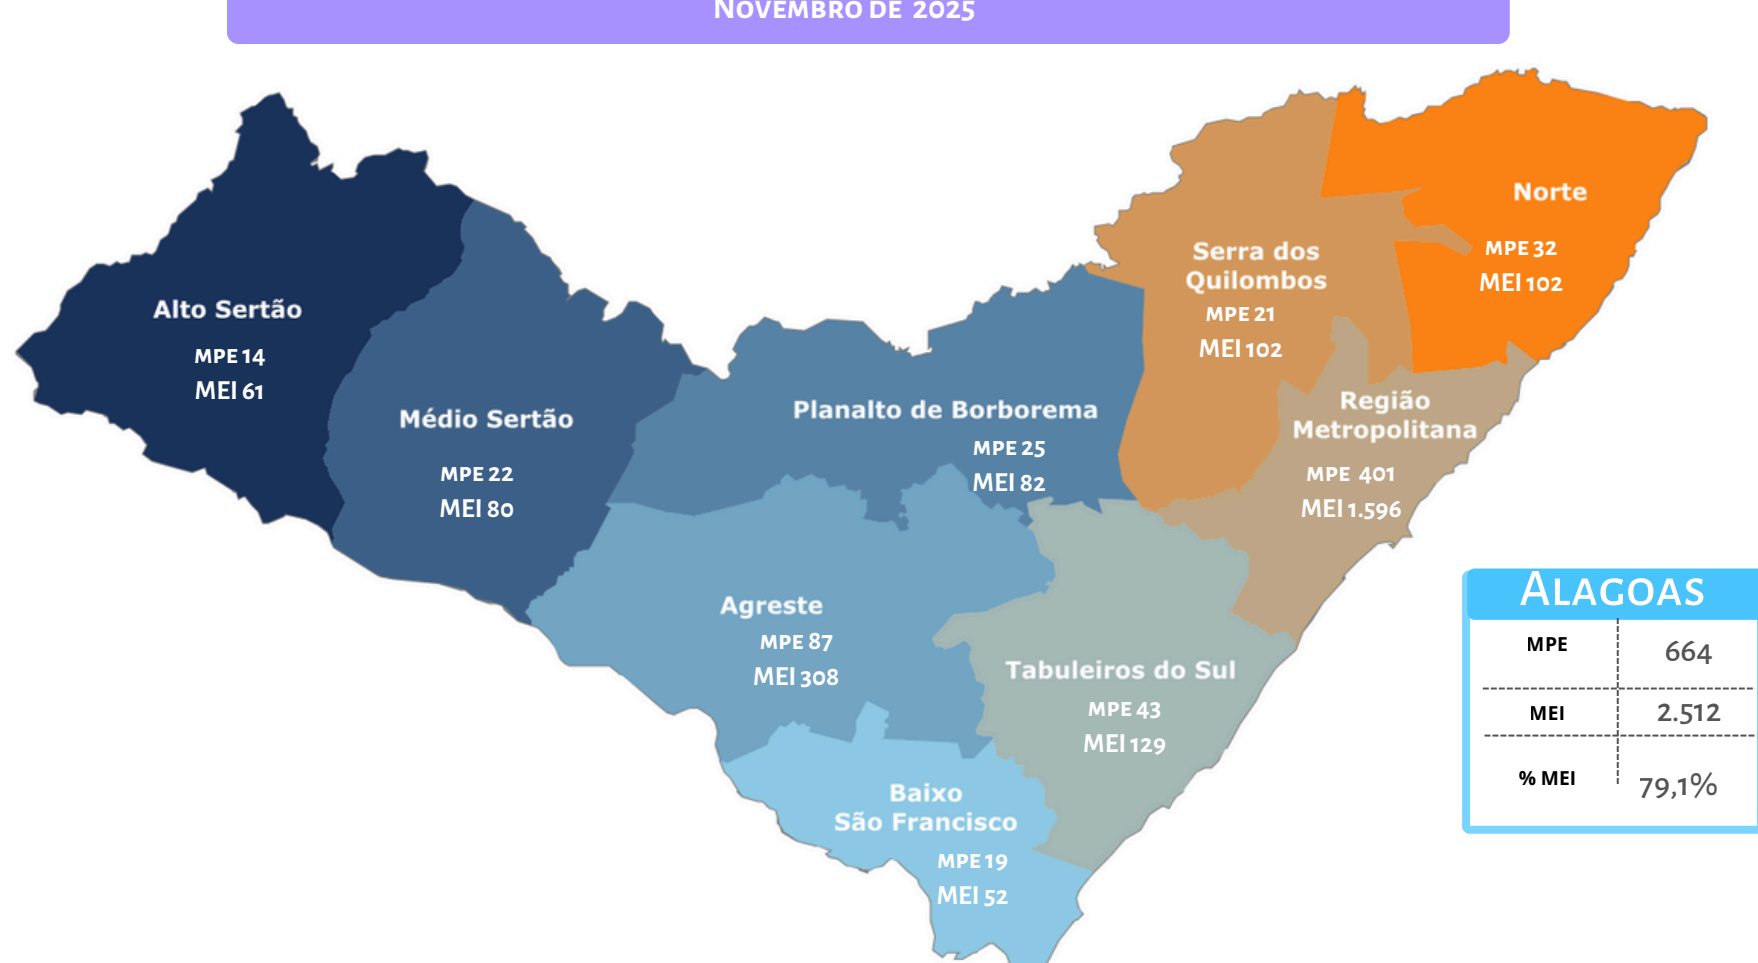 NOVEMBRO DE 2025
Norte
MPE 32
MEI 102
Serra dos
Quilombos
MPE 21
MEI 102
Alto Sertão
MPE 14
MEI 61
Médio Sertão
MPE 22
MEI 80
Planalto de Borborema
MPE 25
MEI 82
Região
Metropolitana
MPE 401
MEI 1.596
Agreste
MPE 87
MEI 308
Tabuleiros do Sul
MPE 43
MEI 129
Baixo
São Francisco
MPE 19
MEI 52
ALAGOAS
MPE 664
MEI 2.512
% MEI 79,1%